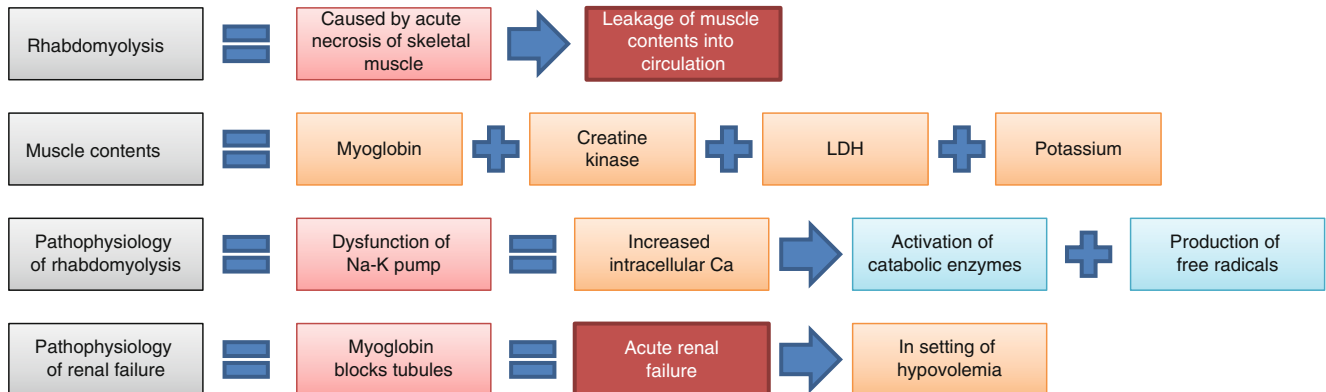 Rhabdomyolysis
Caused by acute
necrosis of skeletal
muscle
Leakage of muscle
contents into
circulation
Muscle contents
Myoglobin
Creatine
kinase
LDH
Potassium
Pathophysiology
of rhabdomyolysis
Dysfunction of
Na-K pump
Increased
intracellular Ca
Activation of
catabolic enzymes
Production of
free radicals
Pathophysiology
of renal failure
Myoglobin
blocks tubules
Acute renal
failure
In setting of
hypovolemia